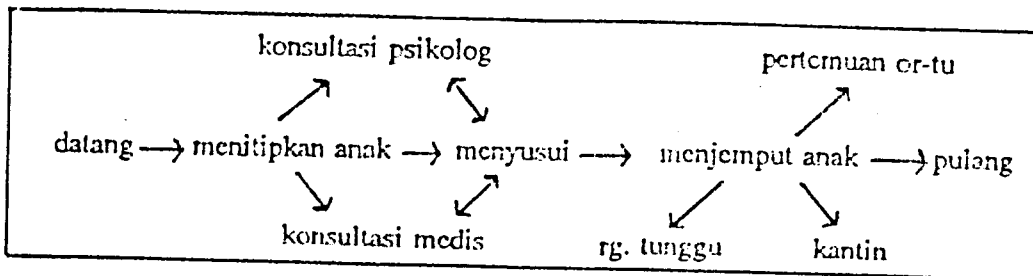 konsultasi psikolog
pertemuan or-tu
datang → menitipkan anak → menyusui → menjemput anak → pulang
konsultasi medis
rg. tunggu
kantin